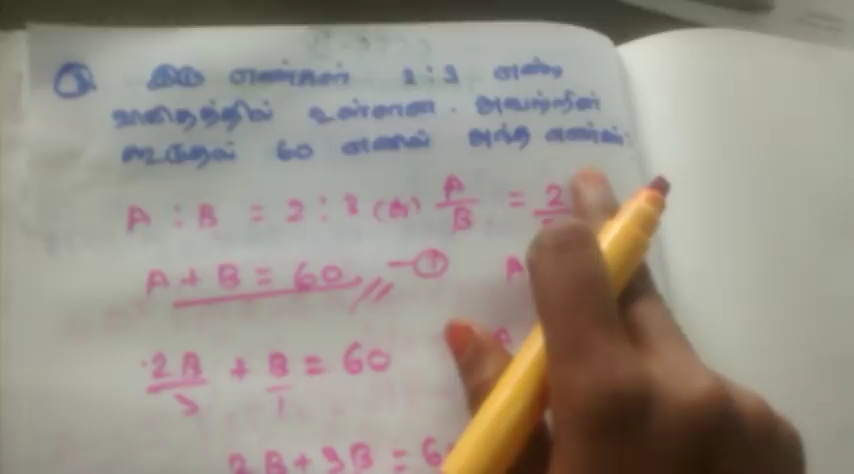 இரு எண்கள் 2 : 3 என்ற
விகிதத்தில் உள்ளன. அவற்றின்
கூடுதல் 60 எனில் அந்த எண்கள்
A : B = 2 : 3 (or) A/B = 2
A + B = 60 — ①
A
2B/3 + B/1 = 60
2B + 3B = 6